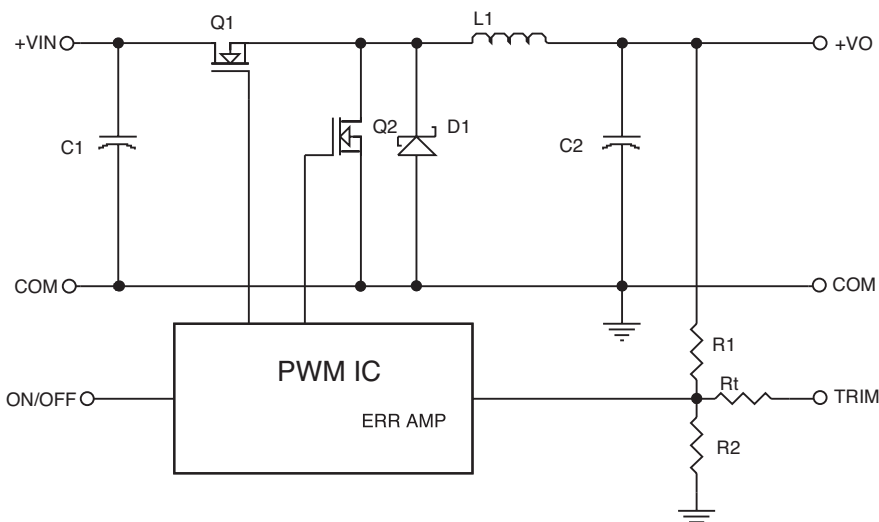 Q1
L1
+VIN
+VO
C1
Q2
D1
C2
COM
COM
R1
PWM IC
ON/OFF
Rt
TRIM
ERR AMP
R2